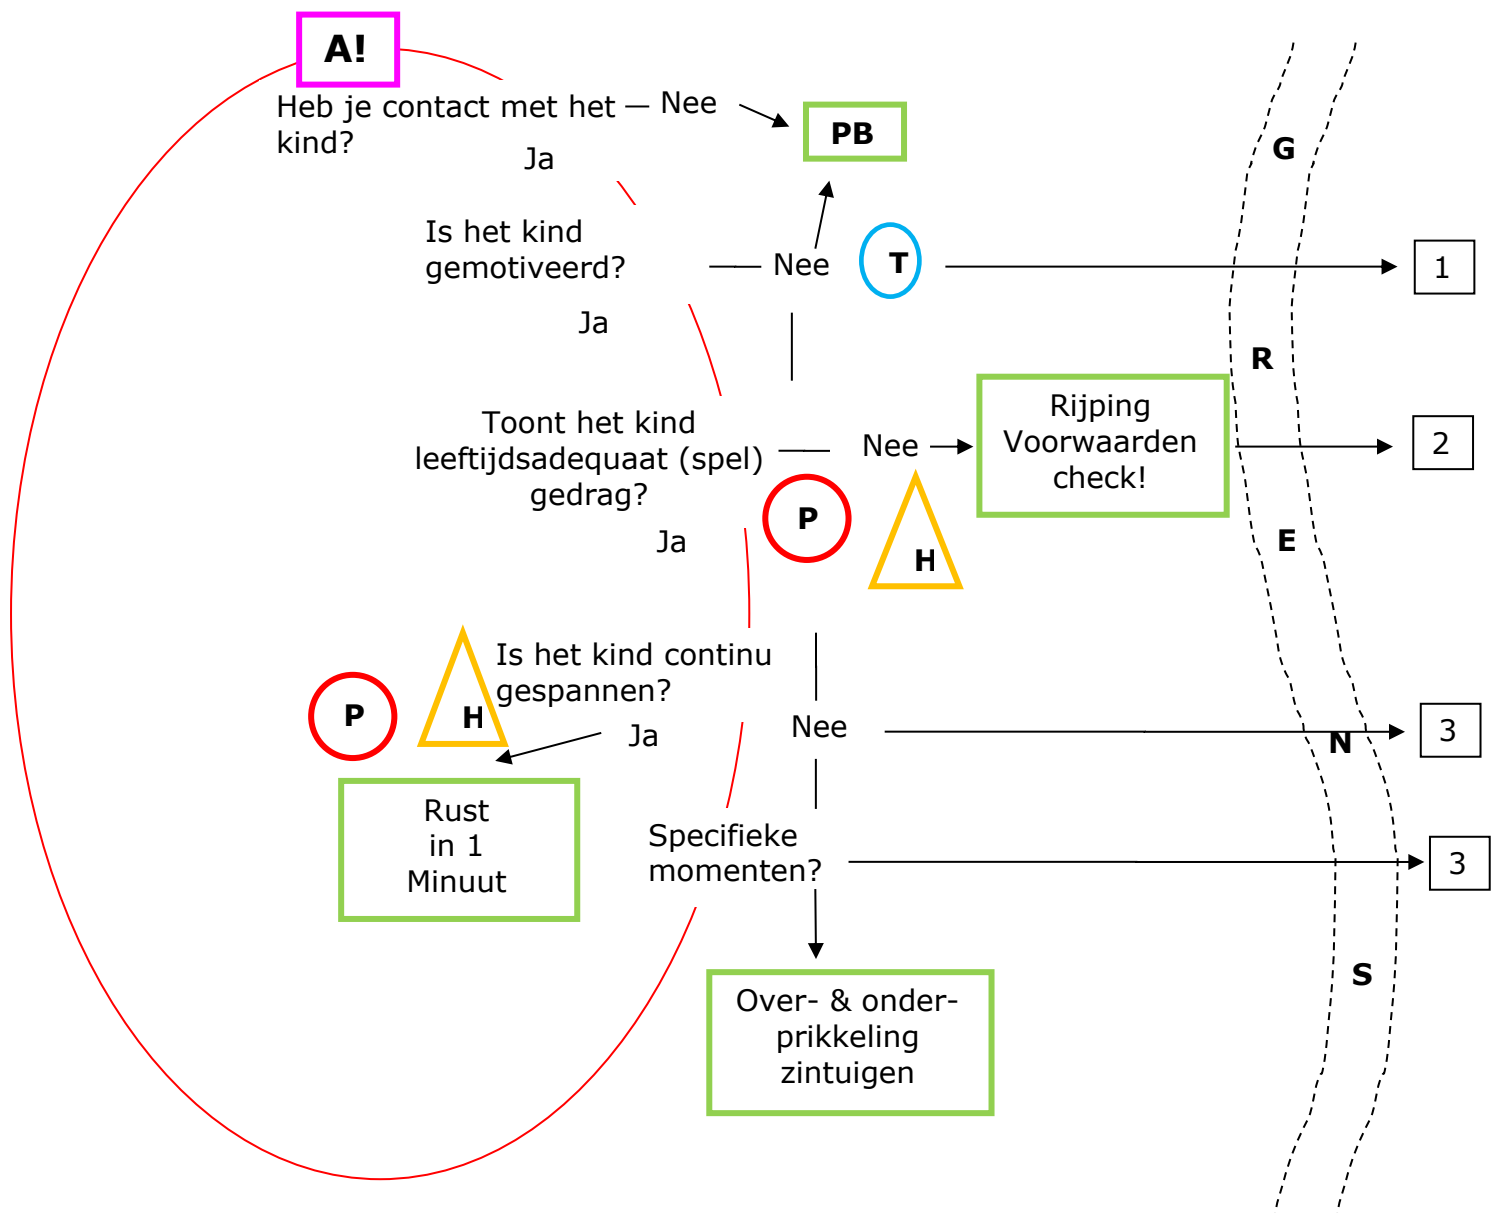 A!
Heb je contact met het
kind?
Nee
PB
Ja
G
Is het kind
gemotiveerd?
Nee
T
1
Ja
R
Toont het kind
leeftijdsadequaat (spel)
gedrag?
Nee
Rijping
Voorwaarden
check!
2
P
H
Ja
E
Is het kind continu
gespannen?
P
H
Ja
Nee
N
3
Rust
in 1
Minuut
Specifieke
momenten?
3
S
Over- & onder-
prikkeling
zintuigen